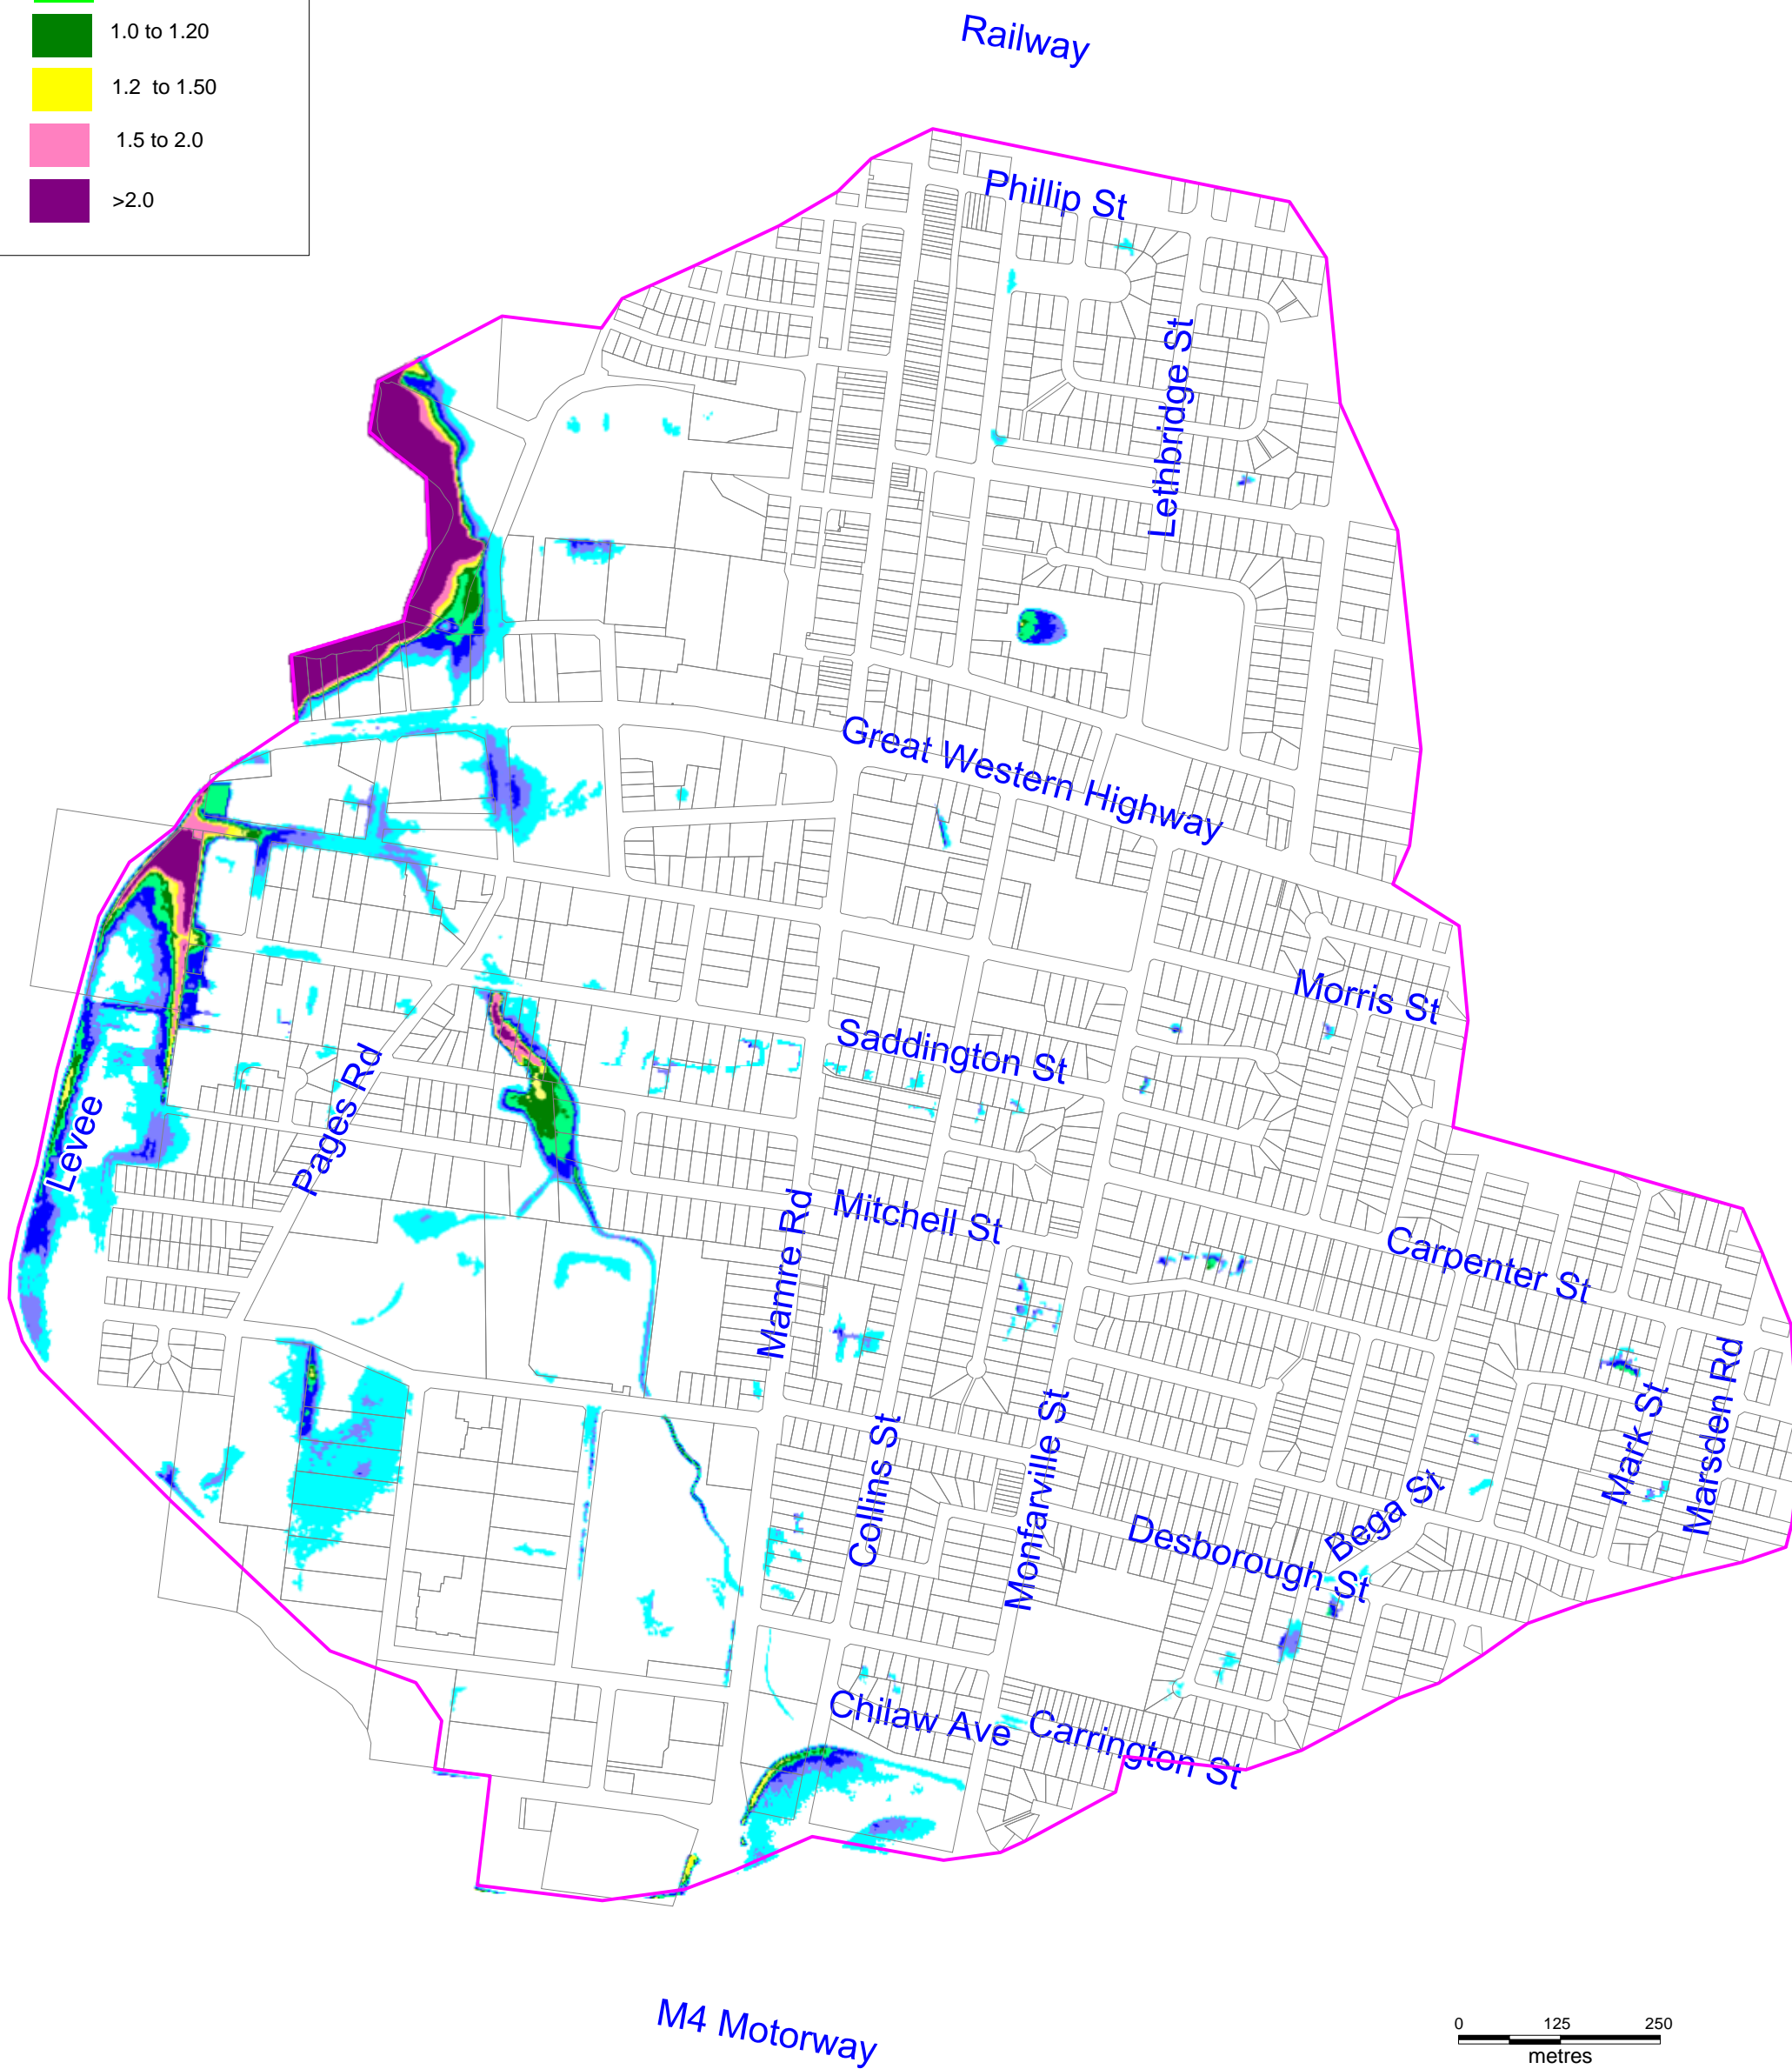 1.0 to 1.20
1.2 to 1.50
1.5 to 2.0
>2.0
Railway
Phillip St
Lethbridge St
Great Western Highway
Morris St
Saddington St
Pages Rd
Levee
Mitchell St
Mamre Rd
Carpenter St
Mark St
Marsden Rd
Collins St
Monfarville St
Bega St
Desborough St
Chilaw Ave
Carrington St
M4 Motorway
0 125 250
metres